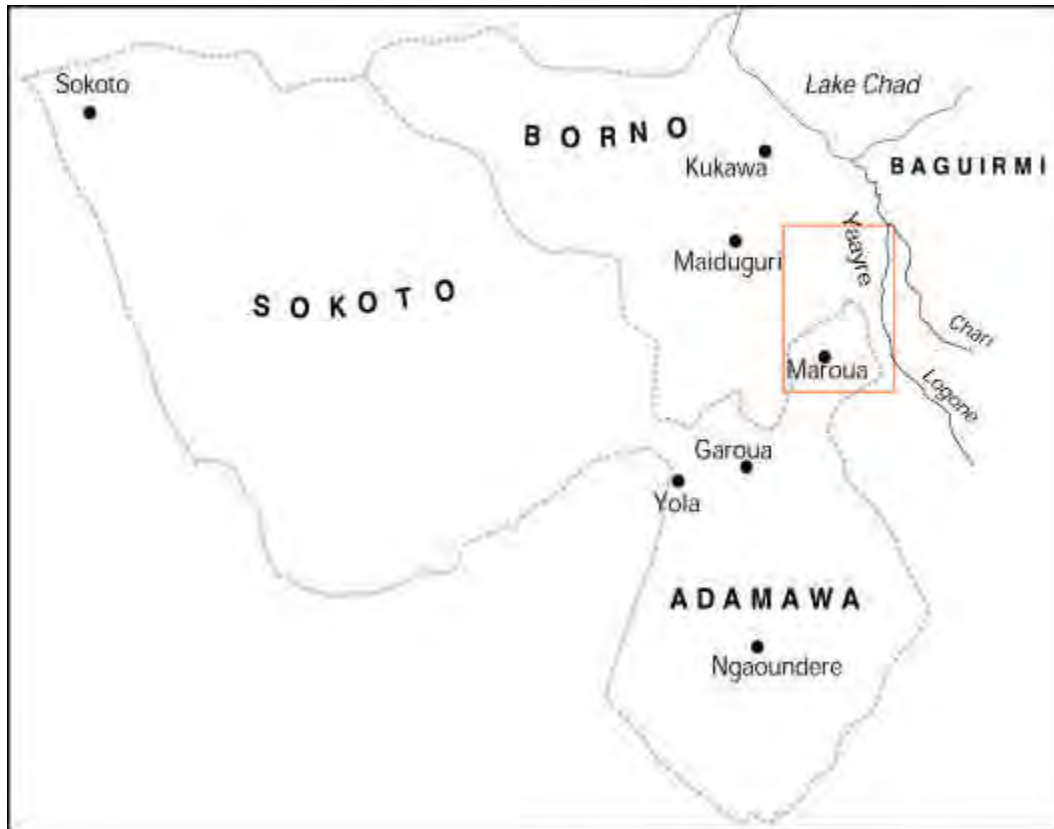 Sokoto
Lake Chad
BORNO
Kukawa
BAGUIRMI
Yaayre
Maiduguri
SOKOTO
Chari
Maroua
Logone
Garoua
Yola
ADAMAWA
Ngaoundere